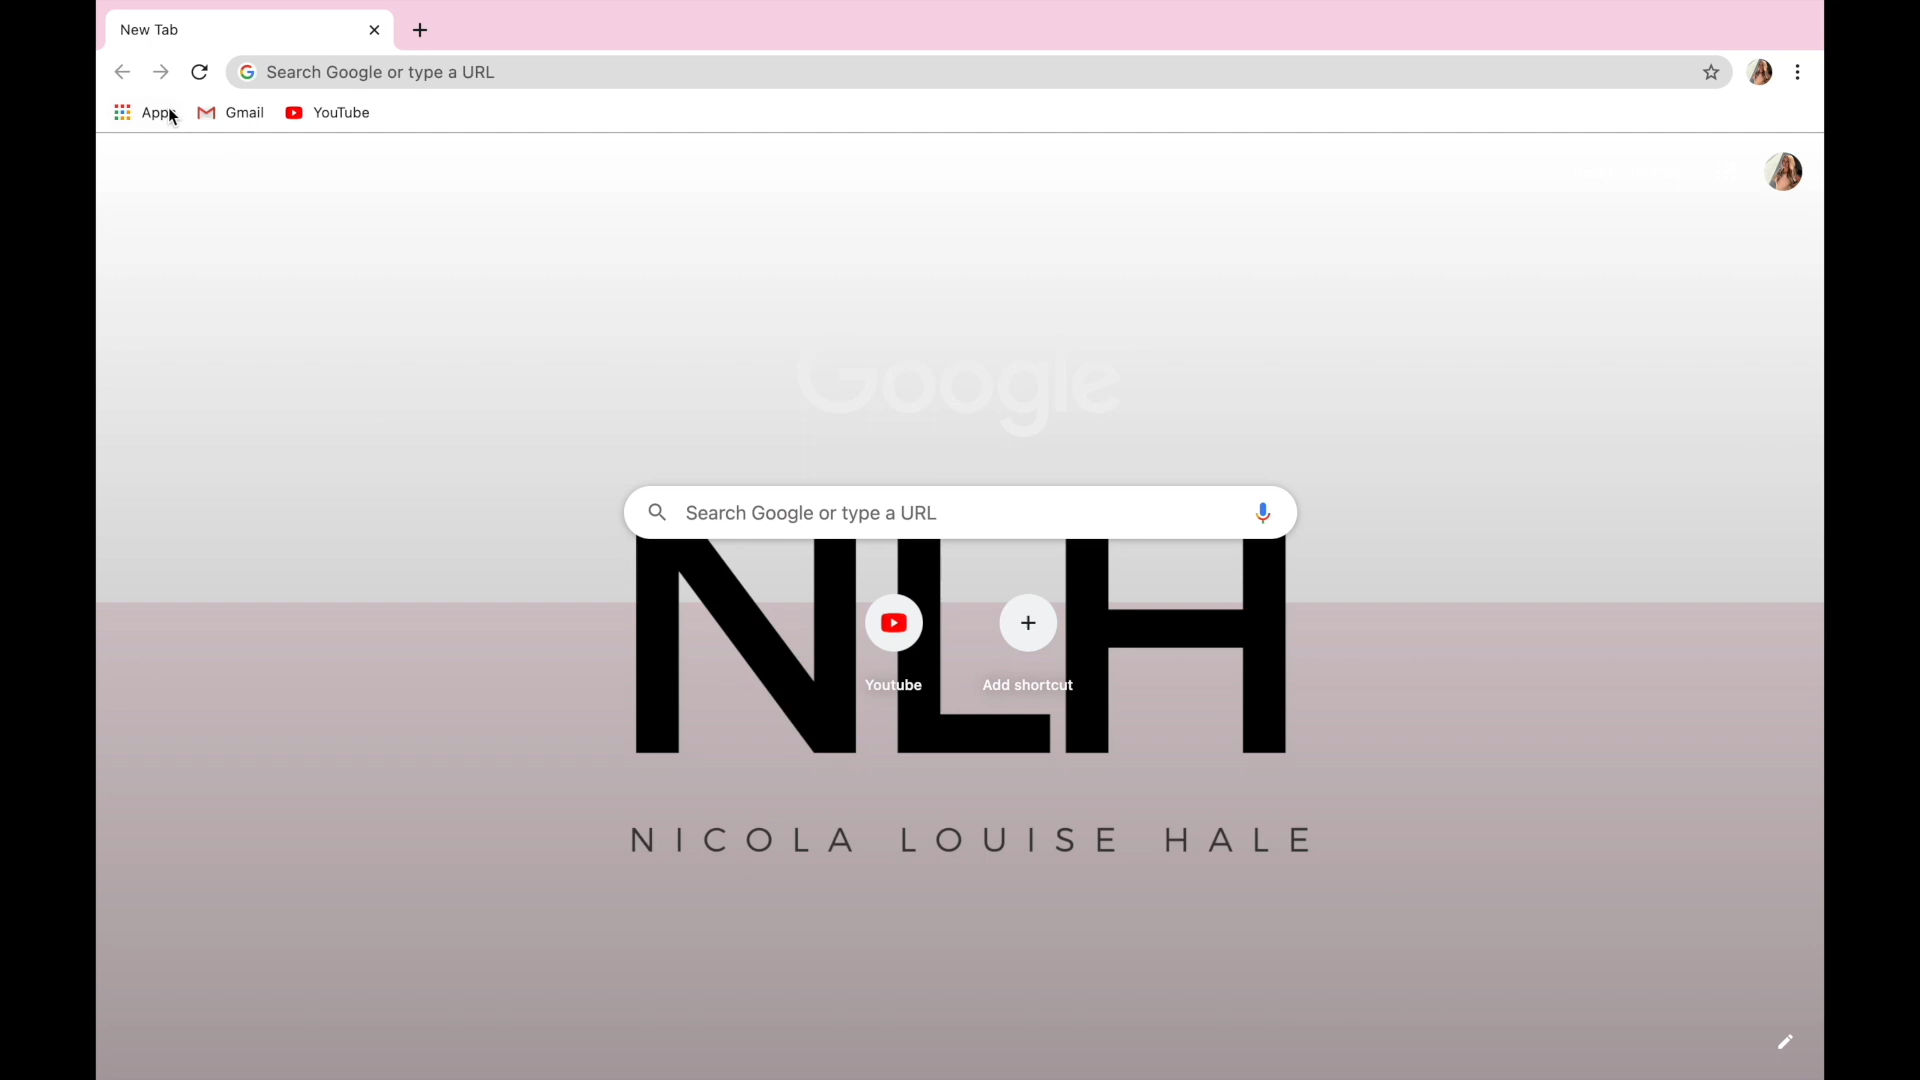 New Tab
Search Google or type a URL
Apps Gmail YouTube
Google
Search Google or type a URL
NLH
Youtube Add shortcut
NICOLA LOUISE HALE